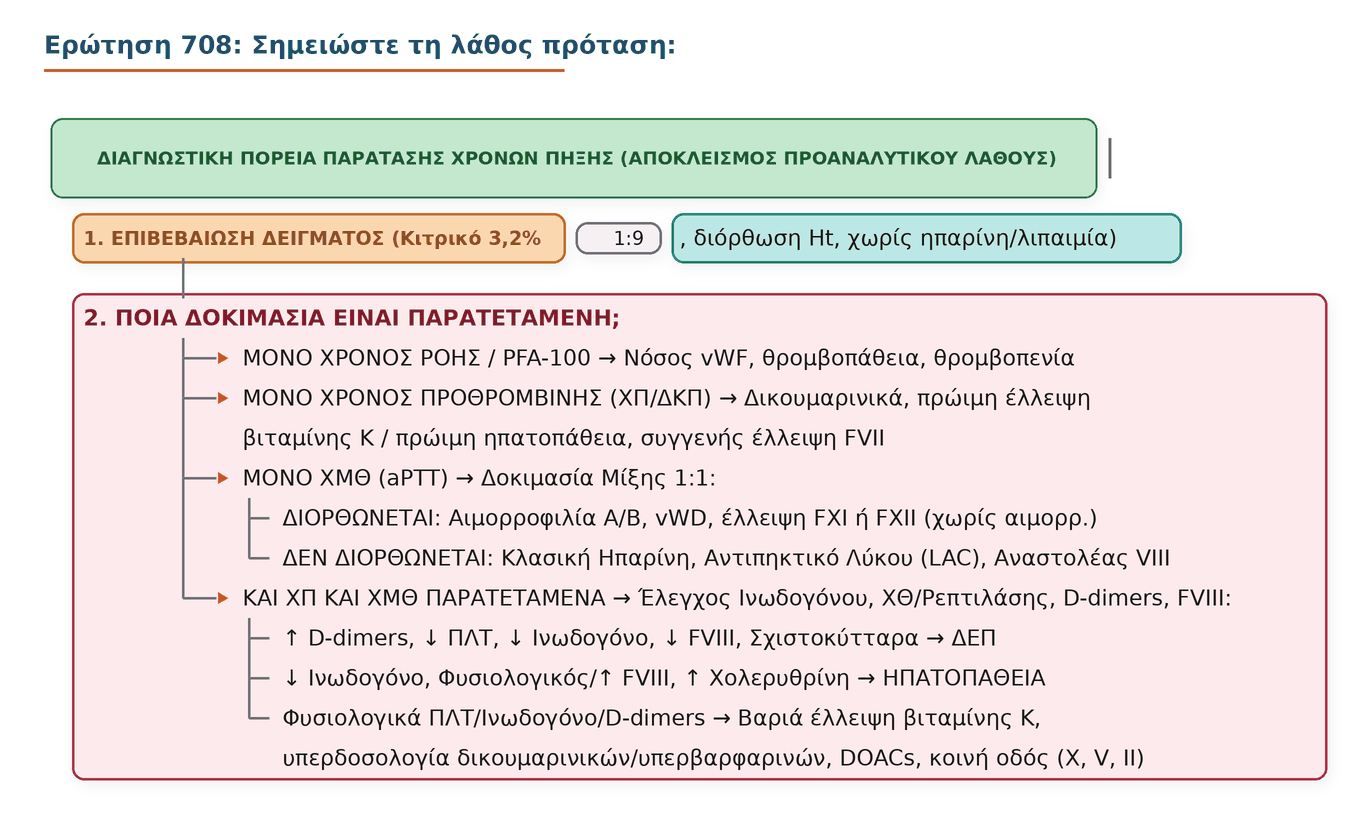 Ερώτηση 708: Σημειώστε τη λάθος πρόταση:
ΔΙΑΓΝΩΣΤΙΚΗ ΠΟΡΕΙΑ ΠΑΡΑΤΑΣΗΣ ΧΡΟΝΩΝ ΠΗΞΗΣ (ΑΠΟΚΛΕΙΣΜΟΣ ΠΡΟΑΝΑΛΥΤΙΚΟΥ ΛΑΘΟΥΣ)
1. ΕΠΙΒΕΒΑΙΩΣΗ ΔΕΙΓΜΑΤΟΣ (Κιτρικό 3,2% 1:9 , διόρθωση Ht, χωρίς ηπαρίνη/λιπαιμία)
2. ΠΟΙΑ ΔΟΚΙΜΑΣΙΑ ΕΙΝΑΙ ΠΑΡΑΤΕΤΑΜΕΝΗ;
ΜΟΝΟ ΧΡΟΝΟΣ ΡΟΗΣ / PFA-100 → Νόσος vWF, θρομβοπάθεια, θρομβοπενία
ΜΟΝΟ ΧΡΟΝΟΣ ΠΡΟΘΡΟΜΒΙΝΗΣ (ΧΠ/ΔΚΠ) → Δικουμαρινικά, πρώιμη έλλειψη
βιταμίνης Κ / πρώιμη ηπατοπάθεια, συγγενής έλλειψη FVII
ΜΟΝΟ ΧΜΘ (aPTT) → Δοκιμασία Μίξης 1:1:
ΔΙΟΡΘΩΝΕΤΑΙ: Αιμορροφιλία Α/Β, vWD, έλλειψη FXI ή FXII (χωρίς αιμορρ.)
ΔΕΝ ΔΙΟΡΘΩΝΕΤΑΙ: Κλασική Ηπαρίνη, Αντιπηκτικό Λύκου (LAC), Αναστολέας VIII
ΚΑΙ ΧΠ ΚΑΙ ΧΜΘ ΠΑΡΑΤΕΤΑΜΕΝΑ → Έλεγχος Ινωδογόνου, ΧΘ/Ρεπτιλάσης, D-dimers, FVIII:
↑ D-dimers, ↓ ΠΛΤ, ↓ Ινωδογόνο, ↓ FVIII, Σχιστοκύτταρα → ΔΕΠ
↓ Ινωδογόνο, Φυσιολογικός/↑ FVIII, ↑ Χολερυθρίνη → ΗΠΑΤΟΠΑΘΕΙΑ
Φυσιολογικά ΠΛΤ/Ινωδογόνο/D-dimers → Βαριά έλλειψη βιταμίνης Κ,
υπερδοσολογία δικουμαρινικών/υπερβαρφαρινών, DOACs, κοινή οδός (X, V, II)